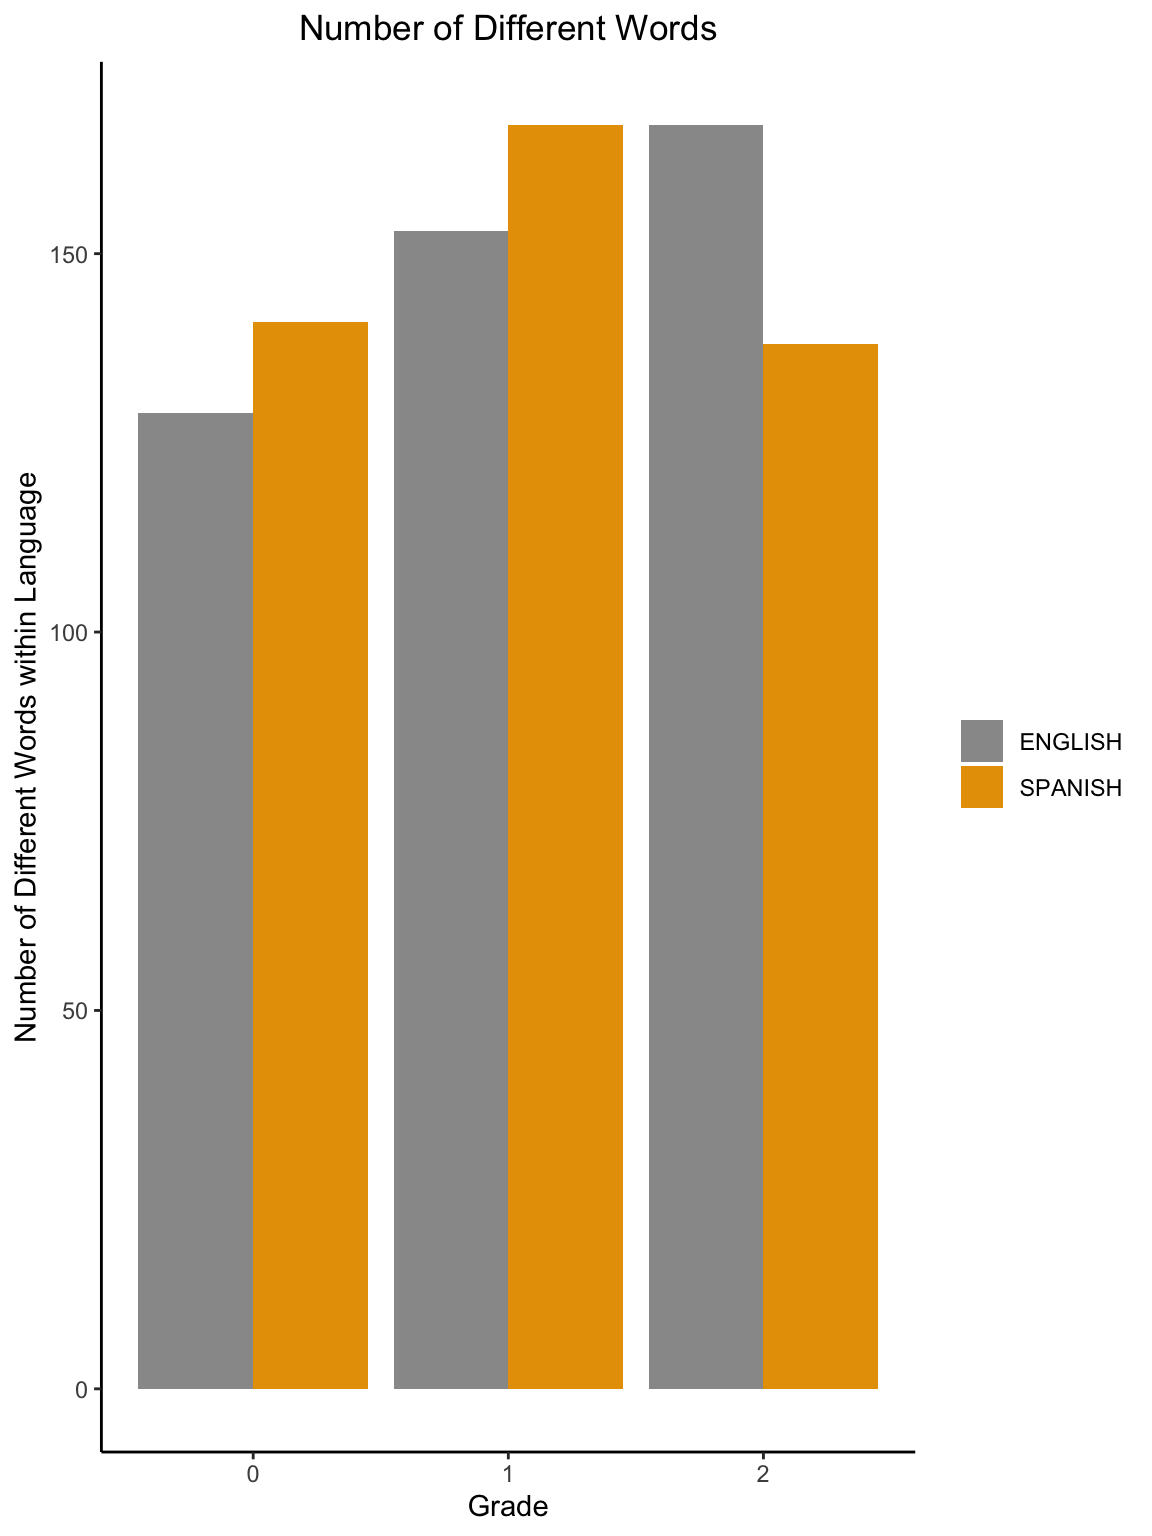 Number of Different Words
Number of Different Words within Language
150
100
50
0
0
1
2
Grade
ENGLISH
SPANISH